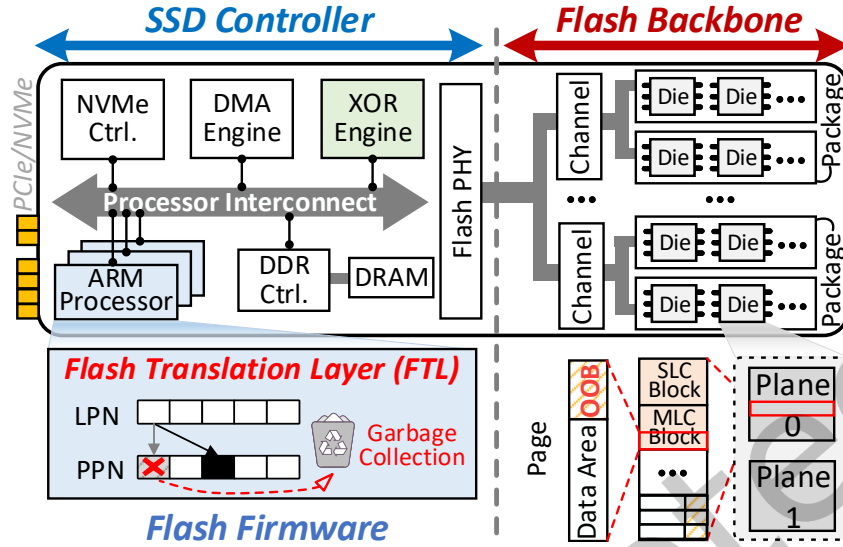 SSD Controller
Flash Backbone
PCIe/NVMe
NVMe
Ctrl.
DMA
Engine
XOR
Engine
Processor Interconnect
ARM
Processor
DDR
Ctrl.
DRAM
Flash PHY
Channel
Die
Die
•••
Die
Die
•••
Package
•••
•••
Channel
Die
Die
•••
Die
Die
•••
Package
Flash Translation Layer (FTL)
LPN
PPN
Garbage
Collection
Flash Firmware
Page
OOB
Data Area
SLC
Block
MLC
Block
•••
Plane
0
Plane
1